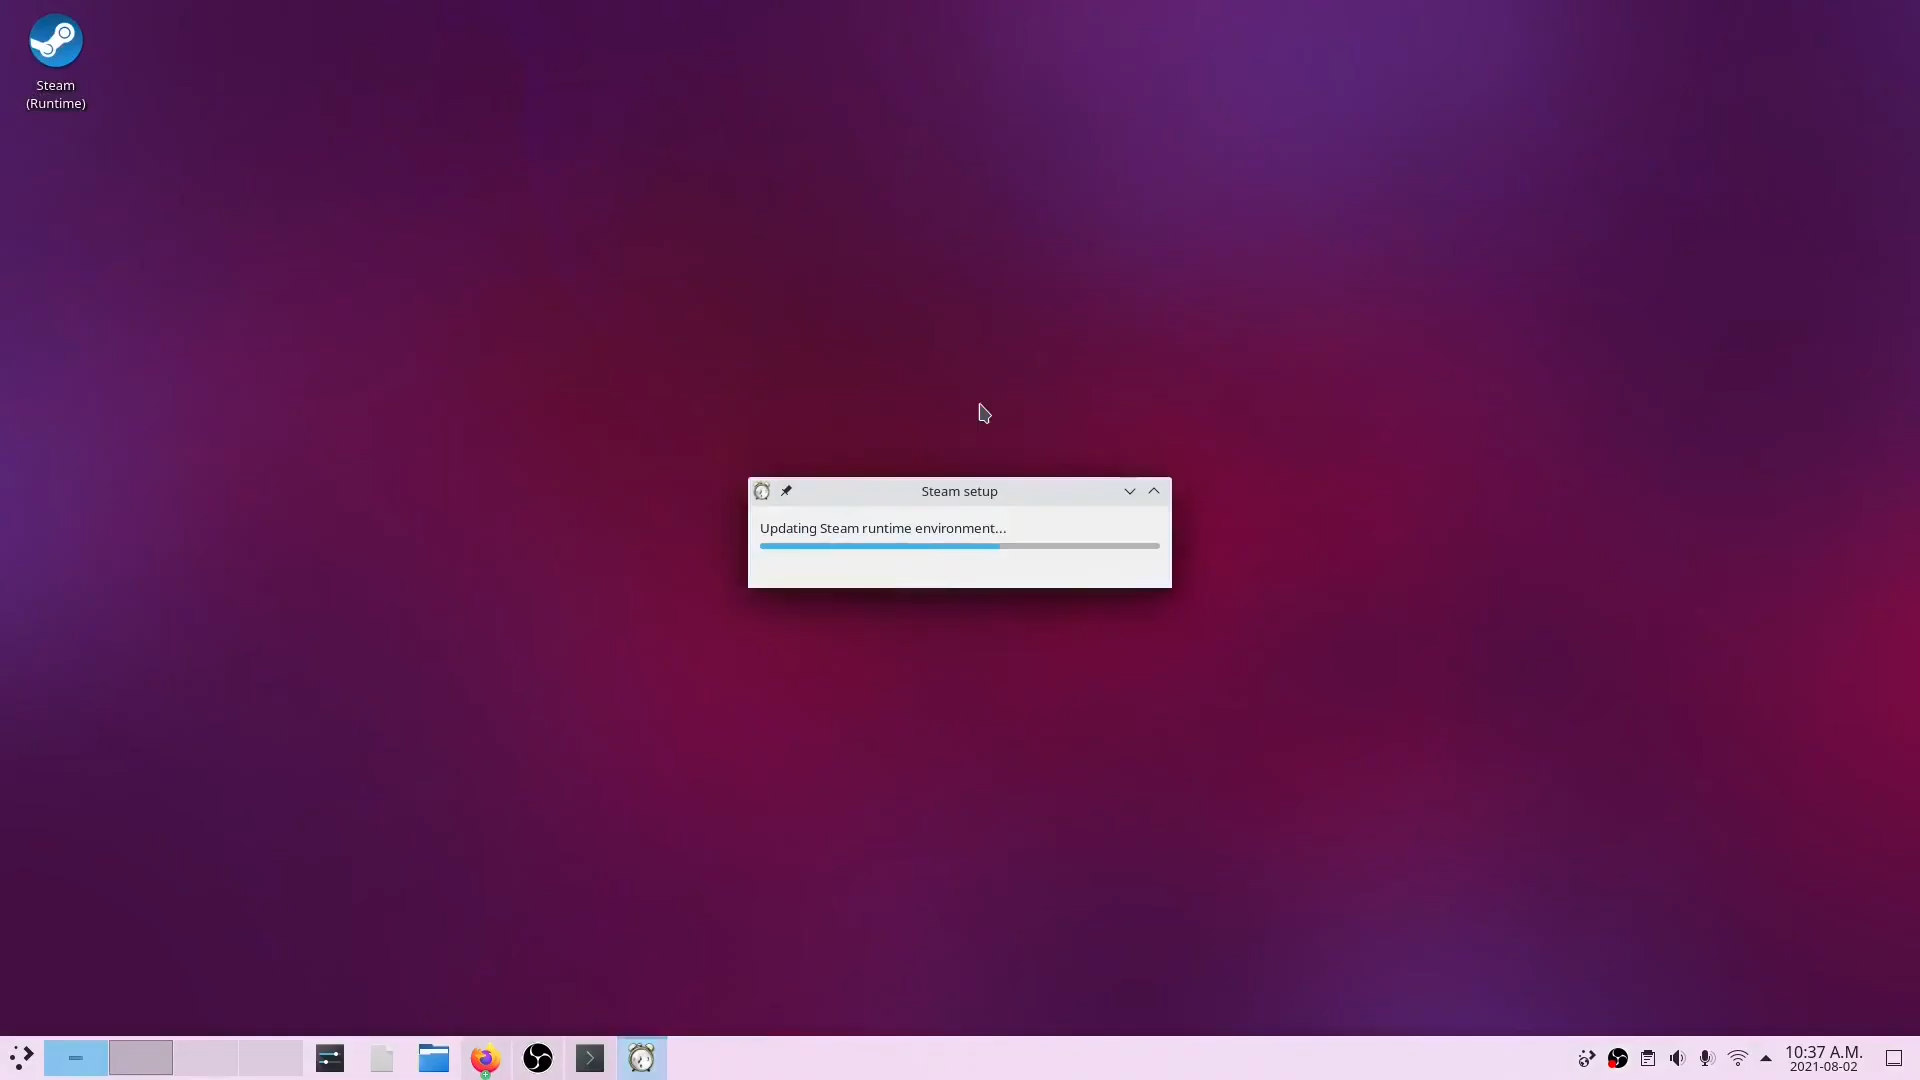 Steam
(Runtime)
Steam setup
Updating Steam runtime environment...
10:37 A.M.
2021-08-02